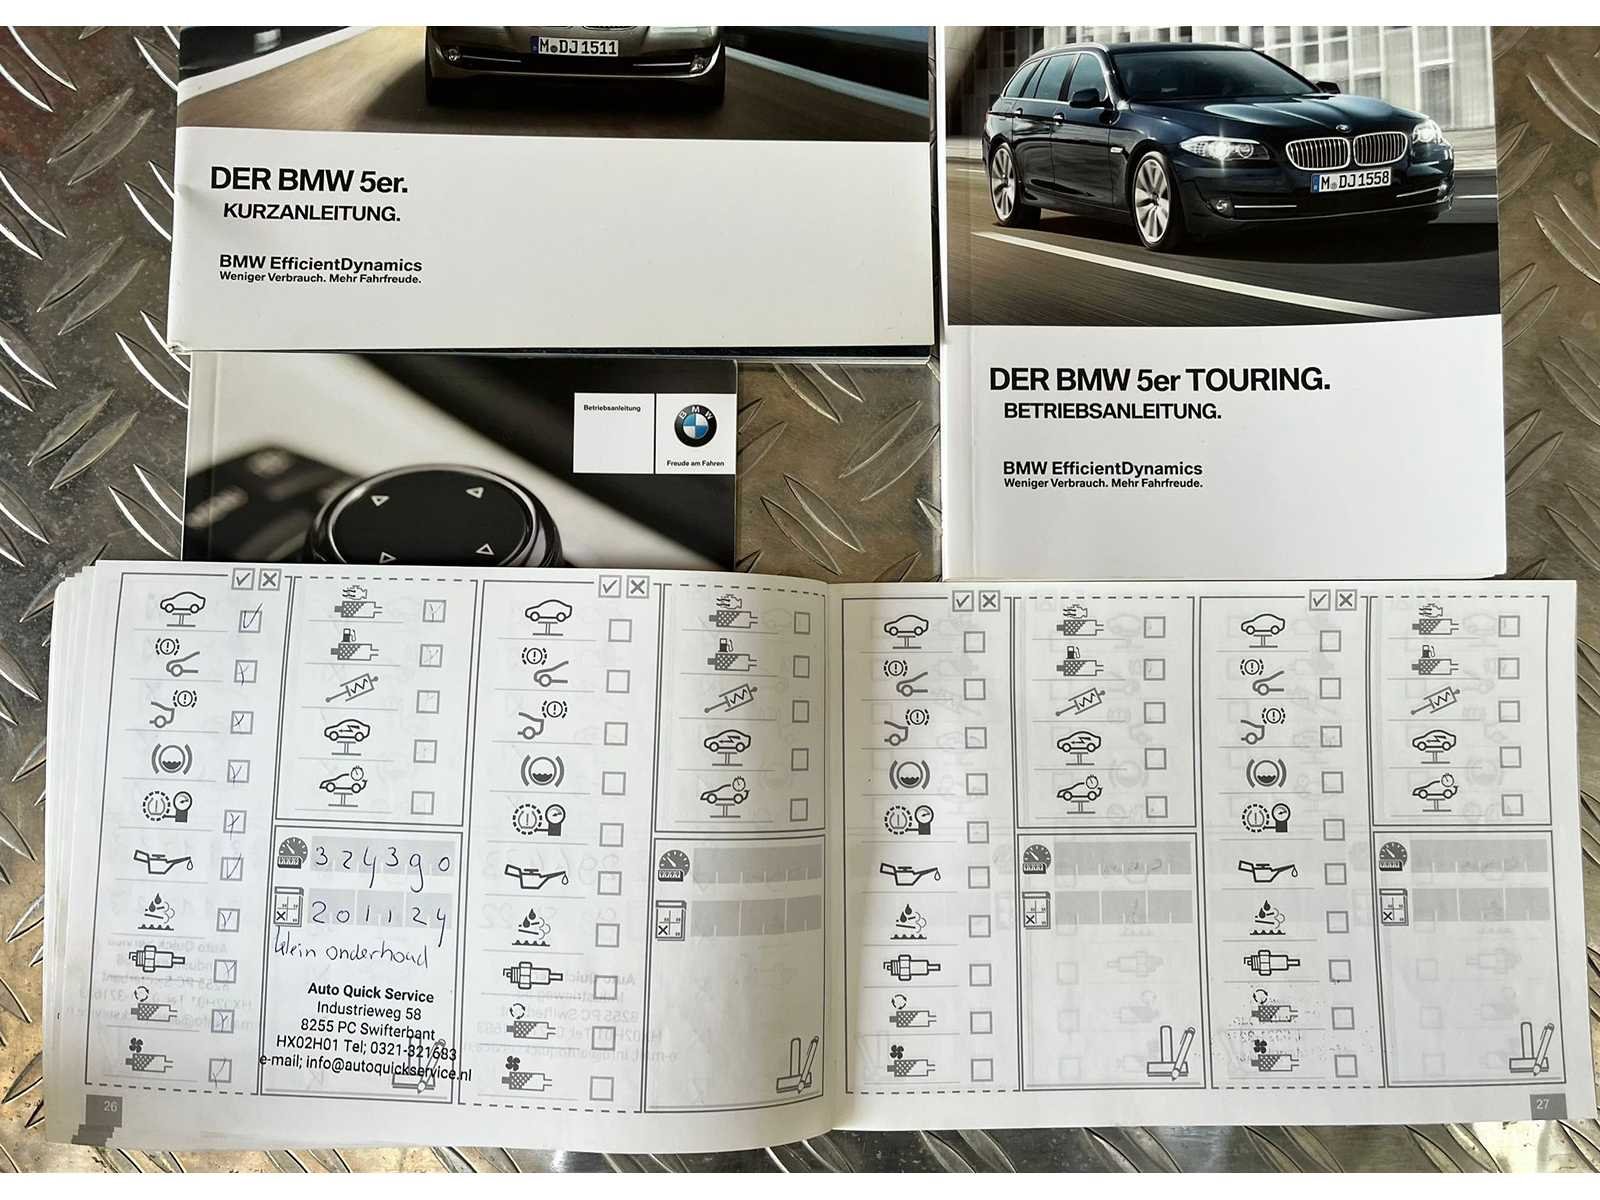 M DJ 1511
DER BMW 5er.
KURZANLEITUNG.
BMW EfficientDynamics
Weniger Verbrauch. Mehr Fahrfreude.
M DJ 1558
DER BMW 5er TOURING.
BETRIEBSANLEITUNG.
BMW EfficientDynamics
Weniger Verbrauch. Mehr Fahrfreude.
Betriebsanleitung
BMW
Freude am Fahren
324390
201124
klein onderhoud
Auto Quick Service
Industrieweg 58
8255 PC Swifterbant
HX02H01 Tel; 0321-321683
e-mail; info@autoquickservice.nl
26
27